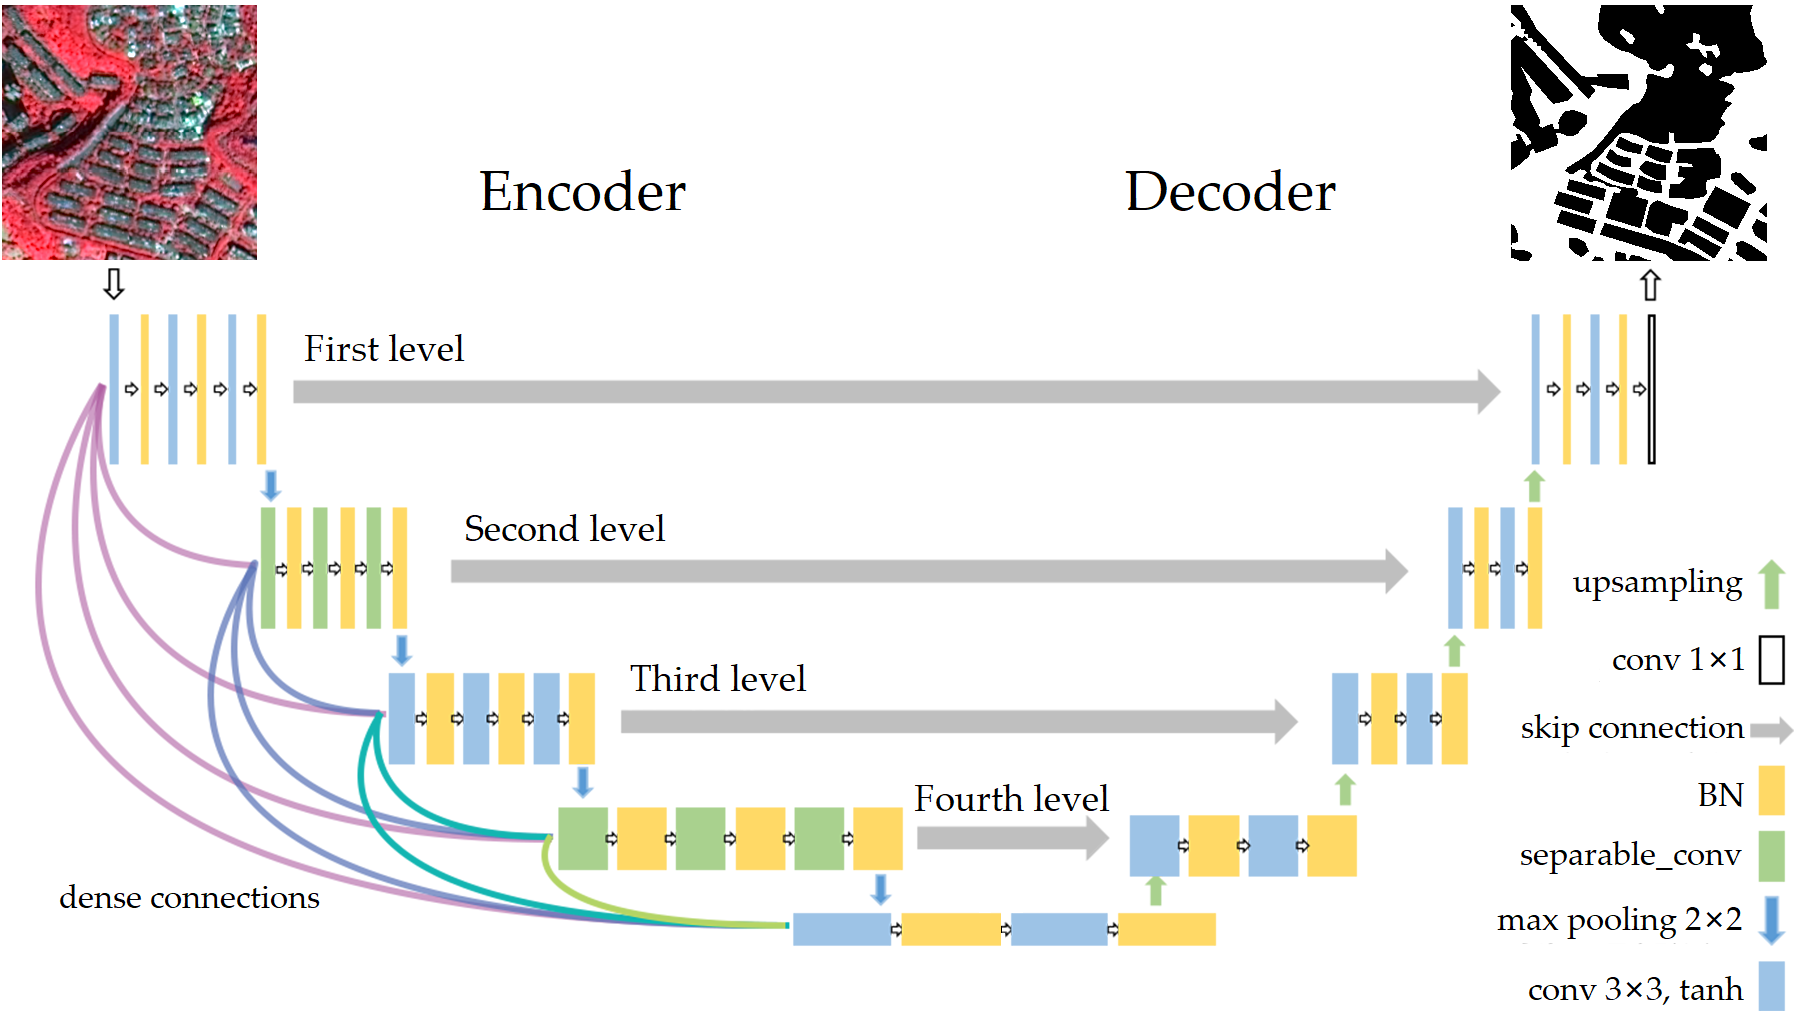 Encoder
Decoder
First level
Second level
Third level
Fourth level
dense connections
upsampling
conv 1×1
skip connection
BN
separable_conv
max pooling 2×2
conv 3×3, tanh